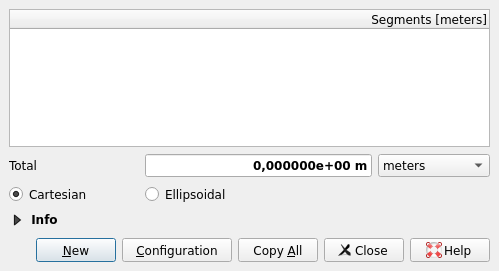 Segments [meters]
Total 0,000000e+00 m meters
Cartesian Ellipsoidal
Info
New Configuration Copy All Close Help